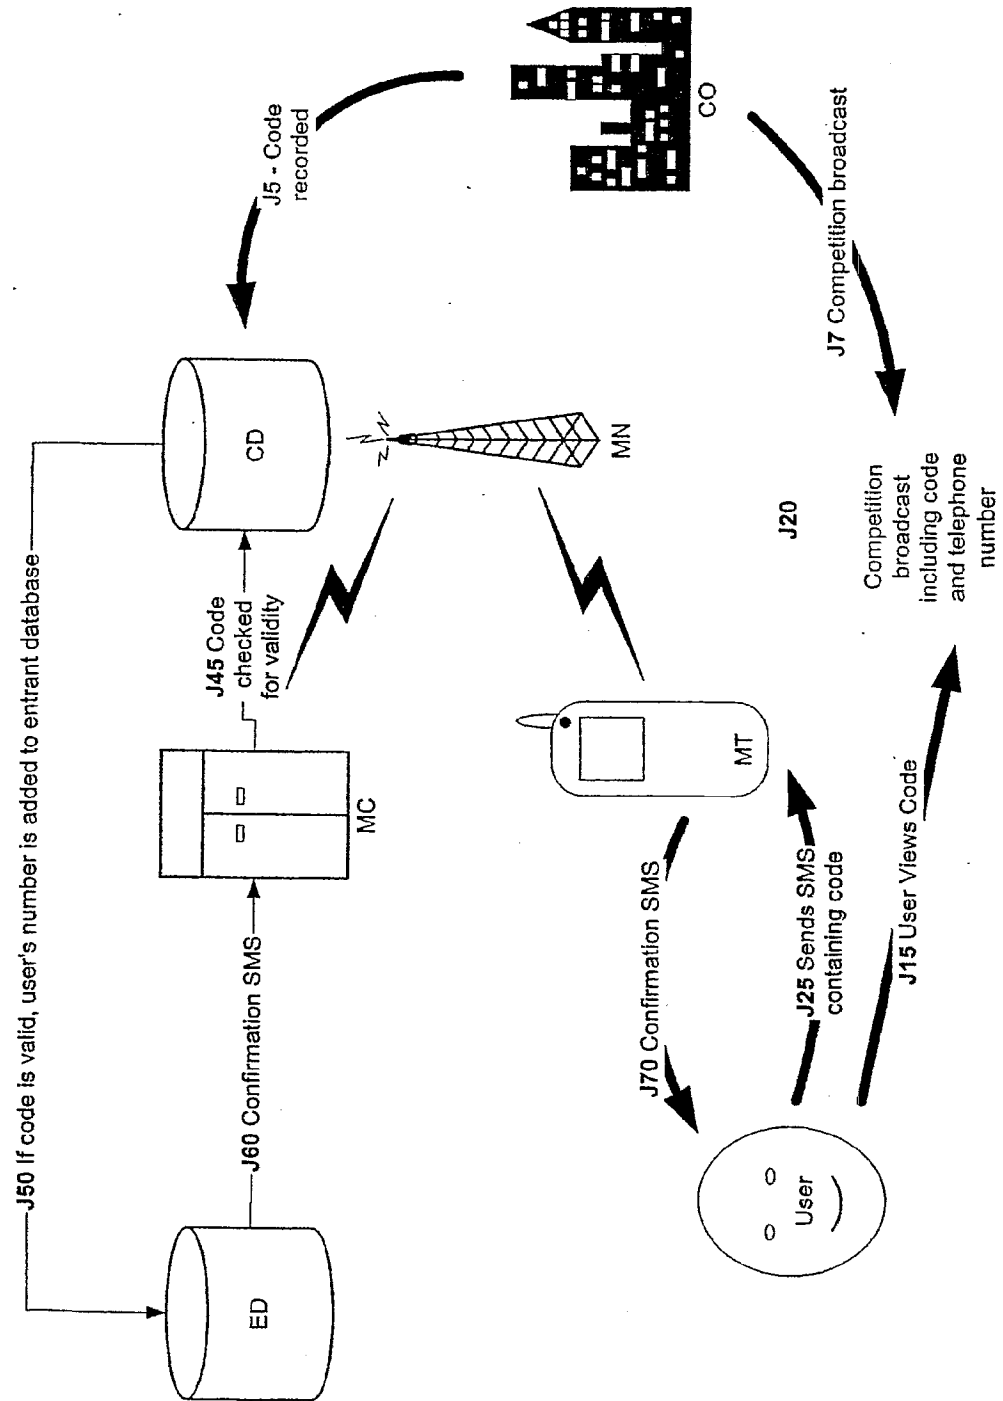 J50 If code is valid, user's number is added to entrant database
ED
J60 Confirmation SMS
MC
J45 Code
checked
for validity
CD
J5 - Code
recorded
MN
CO
J70 Confirmation SMS
MT
User
J25 Sends SMS
containing code
J15 User Views Code
J20
Competition
broadcast
including code
and telephone
number
J7 Competition broadcast